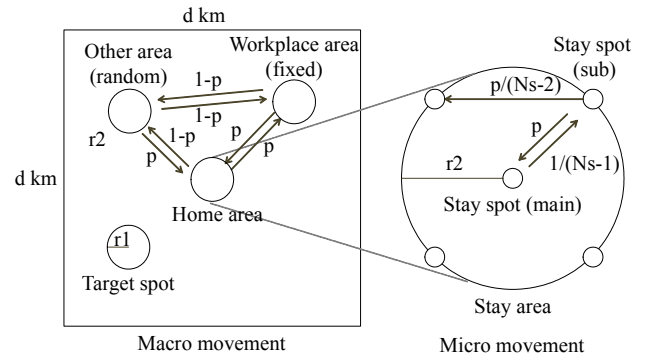 d km
Other area
(random)
Workplace area
(fixed)
1-p
1-p
r2
p
1-p
p
p
d km
Home area
r1
Target spot
Macro movement
Stay spot
(sub)
p/(Ns-2)
p
1/(Ns-1)
r2
Stay spot (main)
Stay area
Micro movement